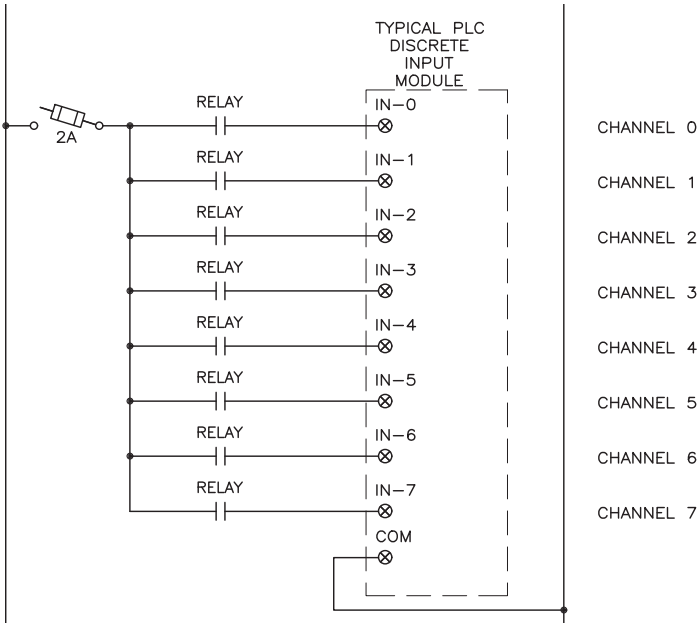 TYPICAL PLC
DISCRETE
INPUT
MODULE
RELAY
IN-0
2A
CHANNEL 0
RELAY
IN-1
CHANNEL 1
RELAY
IN-2
CHANNEL 2
RELAY
IN-3
CHANNEL 3
RELAY
IN-4
CHANNEL 4
RELAY
IN-5
CHANNEL 5
RELAY
IN-6
CHANNEL 6
RELAY
IN-7
CHANNEL 7
COM